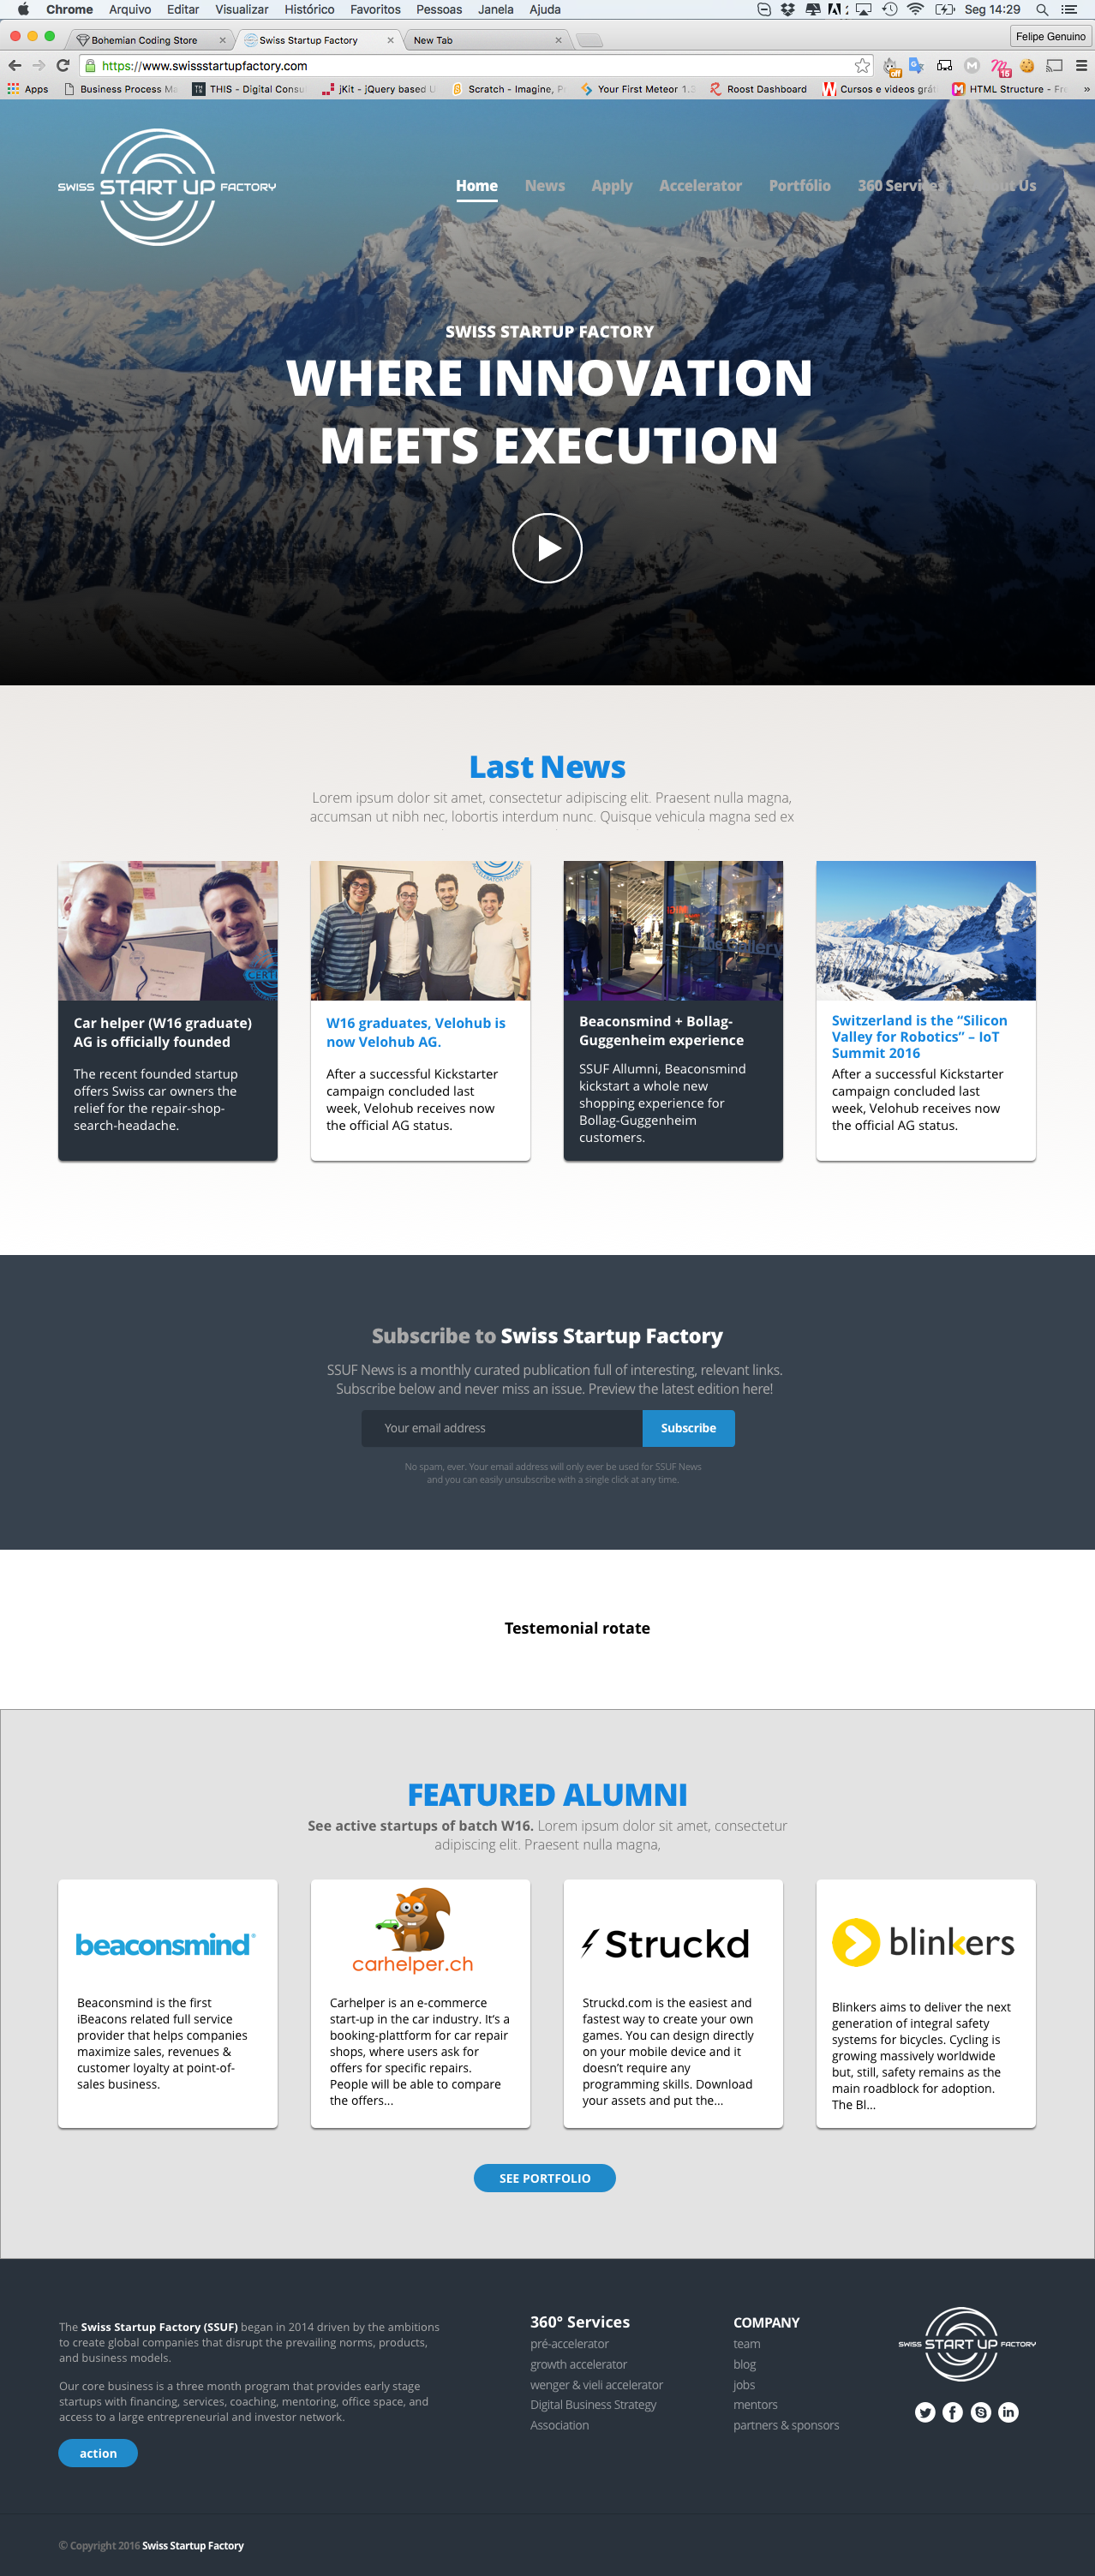 Chrome Arquivo Editar Visualizar Histórico Favoritos Pessoas Janela Ajuda Seg 14:29
Bohemian Coding Store Swiss Startup Factory New Tab Felipe Genuino
https://www.swissstartupfactory.com
Apps Business Process THIS - Digital jKit - jQuery based Scratch - Imagine, Your First Meteor 1.3 Roost Dashboard Cursos e videos HTML Structure
SWISS START UP FACTORY
Home News Apply Accelerator Portfólio 360 Services Us
SWISS STARTUP FACTORY
WHERE INNOVATION
MEETS EXECUTION
Last News
Lorem ipsum dolor sit amet, consectetur adipiscing elit. Praesent nulla magna,
accumsan ut nibh nec, lobortis interdum nunc. Quisque vehicula magna sed ex
Car helper (W16 graduate)
AG is officially founded
The recent founded startup
offers Swiss car owners the
relief for the repair-shop-
search-headache.
W16 graduates, Velohub is
now Velohub AG.
After a successful Kickstarter
campaign concluded last
week, Velohub receives now
the official AG status.
Beaconsmind + Bollag-
Guggenheim experience
SSUF Allumni, Beaconsmind
kickstart a whole new
shopping experience for
Bollag-Guggenheim
customers.
Switzerland is the “Silicon
Valley for Robotics” – IoT
Summit 2016
After a successful Kickstarter
campaign concluded last
week, Velohub receives now
the official AG status.
Subscribe to Swiss Startup Factory
SSUF News is a monthly curated publication full of interesting, relevant links.
Subscribe below and never miss an issue. Preview the latest edition here!
Your email address Subscribe
No spam, ever. Your email address will only ever be used for SSUF News
and you can easily unsubscribe with a single click at any time.
Testemonial rotate
FEATURED ALUMNI
See active startups of batch W16. Lorem ipsum dolor sit amet, consectetur
adipiscing elit. Praesent nulla magna,
beaconsmind
Beaconsmind is the first
iBeacons related full service
provider that helps companies
maximize sales, revenues &
customer loyalty at point-of-
sales business.
carhelper.ch
Carhelper is an e-commerce
start-up in the car industry. It’s a
booking-plattform for car repair
shops, where users ask for
offers for specific repairs.
People will be able to compare
the offers...
Struckd
Struckd.com is the easiest and
fastest way to create your own
games. You can design directly
on your mobile device and it
doesn’t require any
programming skills. Download
your assets and put the...
blinkers
Blinkers aims to deliver the next
generation of integral safety
systems for bicycles. Cycling is
growing massively worldwide
but, still, safety remains as the
main roadblock for adoption.
The Bl...
SEE PORTFOLIO
The Swiss Startup Factory (SSUF) began in 2014 driven by the ambitions
to create global companies that disrupt the prevailing norms, products,
and business models.
Our core business is a three month program that provides early stage
startups with financing, services, coaching, mentoring, office space, and
access to a large entrepreneurial and investor network.
action
360° Services
pré-accelerator
growth accelerator
wenger & vieli accelerator
Digital Business Strategy
Association
COMPANY
team
blog
jobs
mentors
partners & sponsors
SWISS START UP FACTORY
© Copyright 2016 Swiss Startup Factory